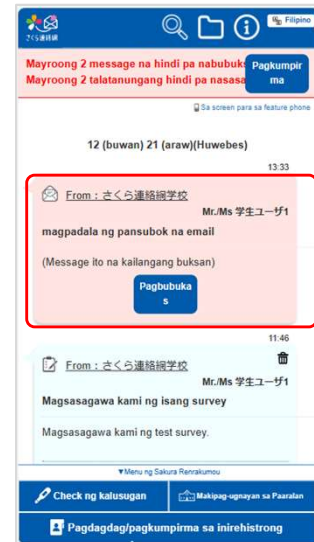 さくら連絡網
Filipino
Mayroong 2 message na hindi pa nabubuks
Mayroong 2 talatanungang hindi pa nasasa
Pagkumpir
ma
Sa screen para sa feature phone
12 (buwan) 21 (araw)(Huwebes)
13:33
From：さくら連絡網学校
Mr./Ms 学生ユーザ1
magpadala ng pansubok na email
(Message ito na kailangang buksan)
Pagbubuka
s
11:46
From：さくら連絡網学校
Mr./Ms 学生ユーザ1
Magsasagawa kami ng isang survey
Magsasagawa kami ng test survey.
▼Menu ng Sakura Renrakumou
Check ng kalusugan
Makipag-ugnayan sa Paaralan
Pagdagdag/pagkumpirma sa inirehistrong